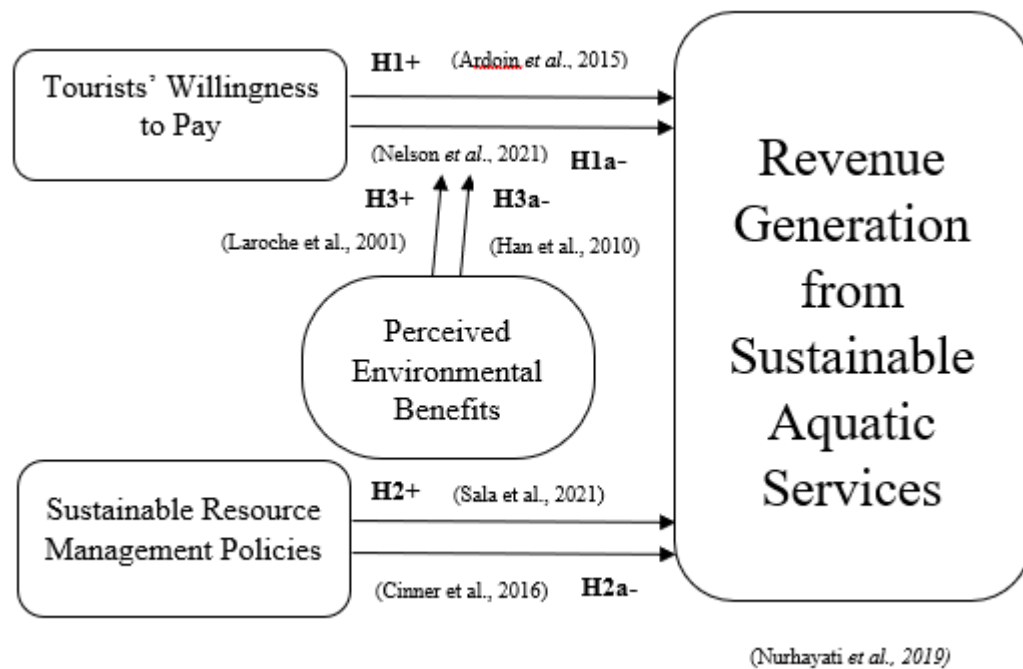 H1+ (Ardoin et al., 2015)
Tourists’ Willingness
to Pay
(Nelson et al., 2021) H1a-
H3+ H3a-
(Laroche et al., 2001) (Han et al., 2010)
Perceived
Environmental
Benefits
H2+ (Sala et al., 2021)
Sustainable Resource
Management Policies
(Cinner et al., 2016) H2a-
Revenue
Generation
from
Sustainable
Aquatic
Services
(Nurhayati et al., 2019)